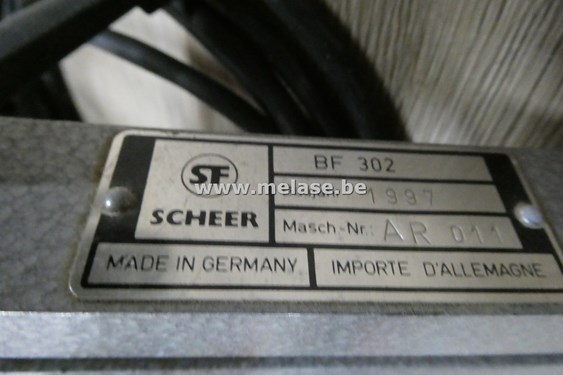 BF 302
SF
www.melase.be
1997
SCHEER
Masch-Nr.: AR 011
MADE IN GERMANY
IMPORTE D'ALLEMAGNE